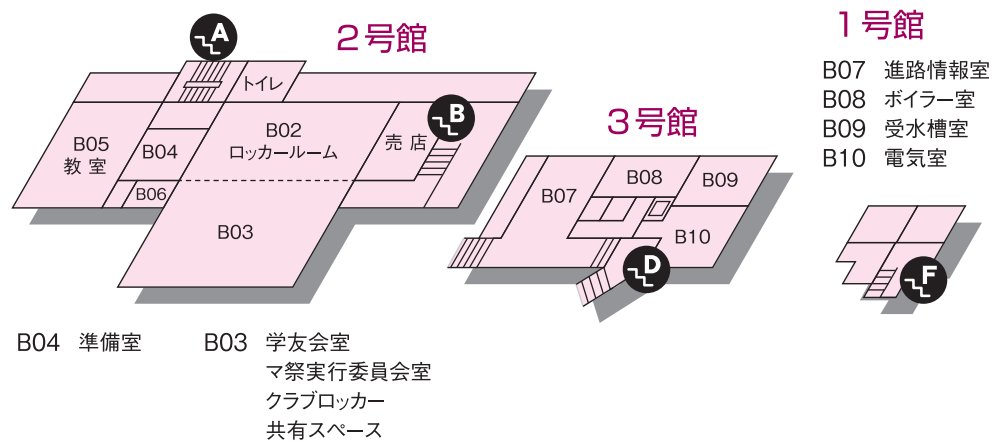 A
2号館
トイレ
B
B05
教室
B04
B02
ロッカールーム
売店
B06
B03
3号館
B07
B08
B09
B10
D
1号館
B07 進路情報室
B08 ボイラー室
B09 受水槽室
B10 電気室
F
B04 準備室
B03 学友会室
マ祭実行委員会室
クラブロッカー
共有スペース